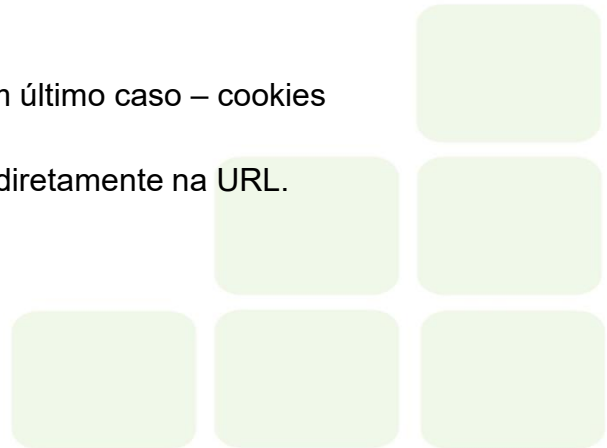 último caso – cookies
diretamente na URL.